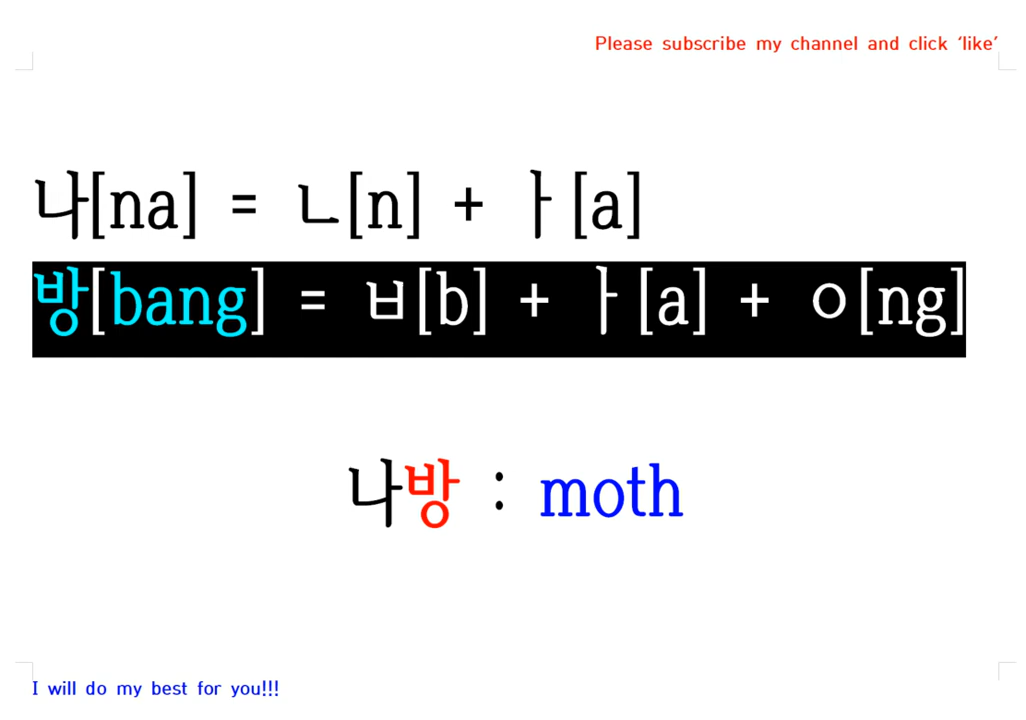 Please subscribe my channel and click ‘like’
나[na] = ㄴ[n] + ㅏ[a]
방[bang] = ㅂ[b] + ㅏ[a] + ㅇ[ng]
나방 : moth
I will do my best for you!!!